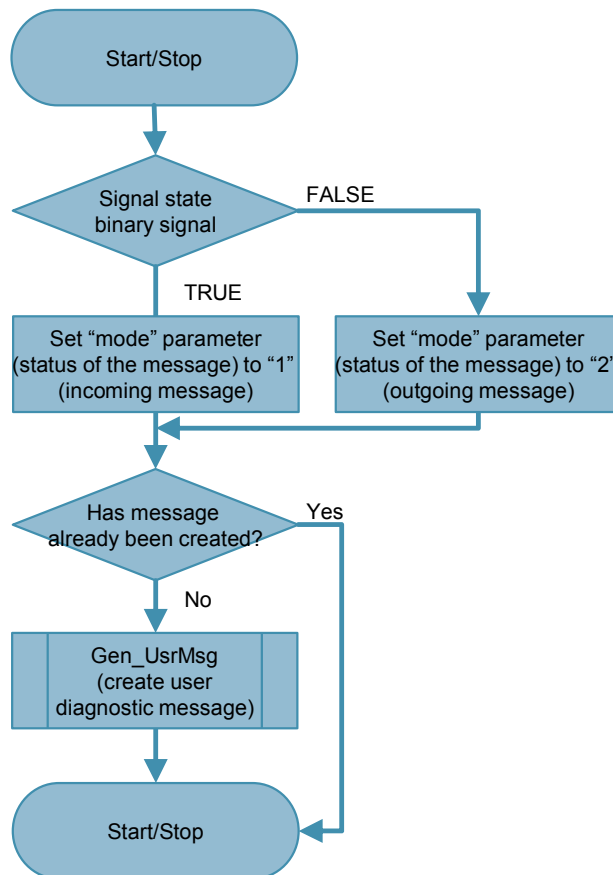 Start/Stop
Signal state
binary signal
FALSE
TRUE
Set “mode” parameter
(status of the message) to “1”
(incoming message)
Set “mode” parameter
(status of the message) to “2”
(outgoing message)
Has message
already been created?
Yes
No
Gen_UsrMsg
(create user
diagnostic message)
Start/Stop